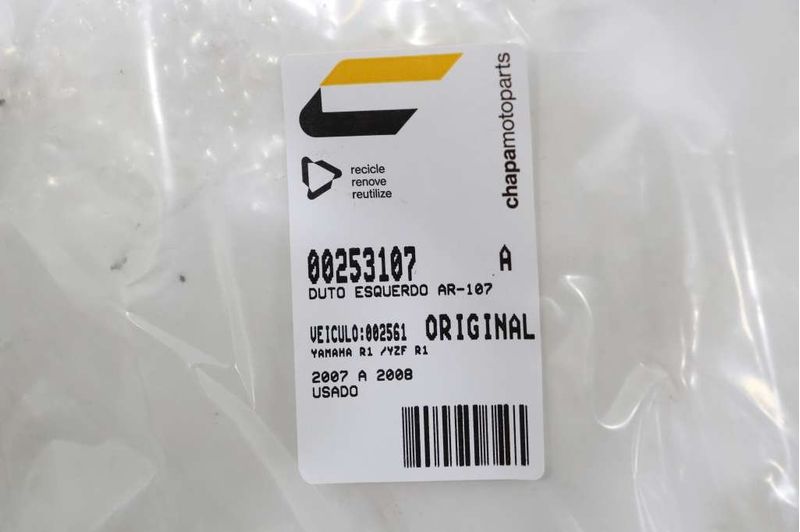 recicle
renove
reutilize
chapamotoparts
00253107 A
DUTO ESQUERDO AR-107
VEICULO:002561 ORIGINAL
YAMAHA R1 /YZF R1
2007 A 2008
USADO